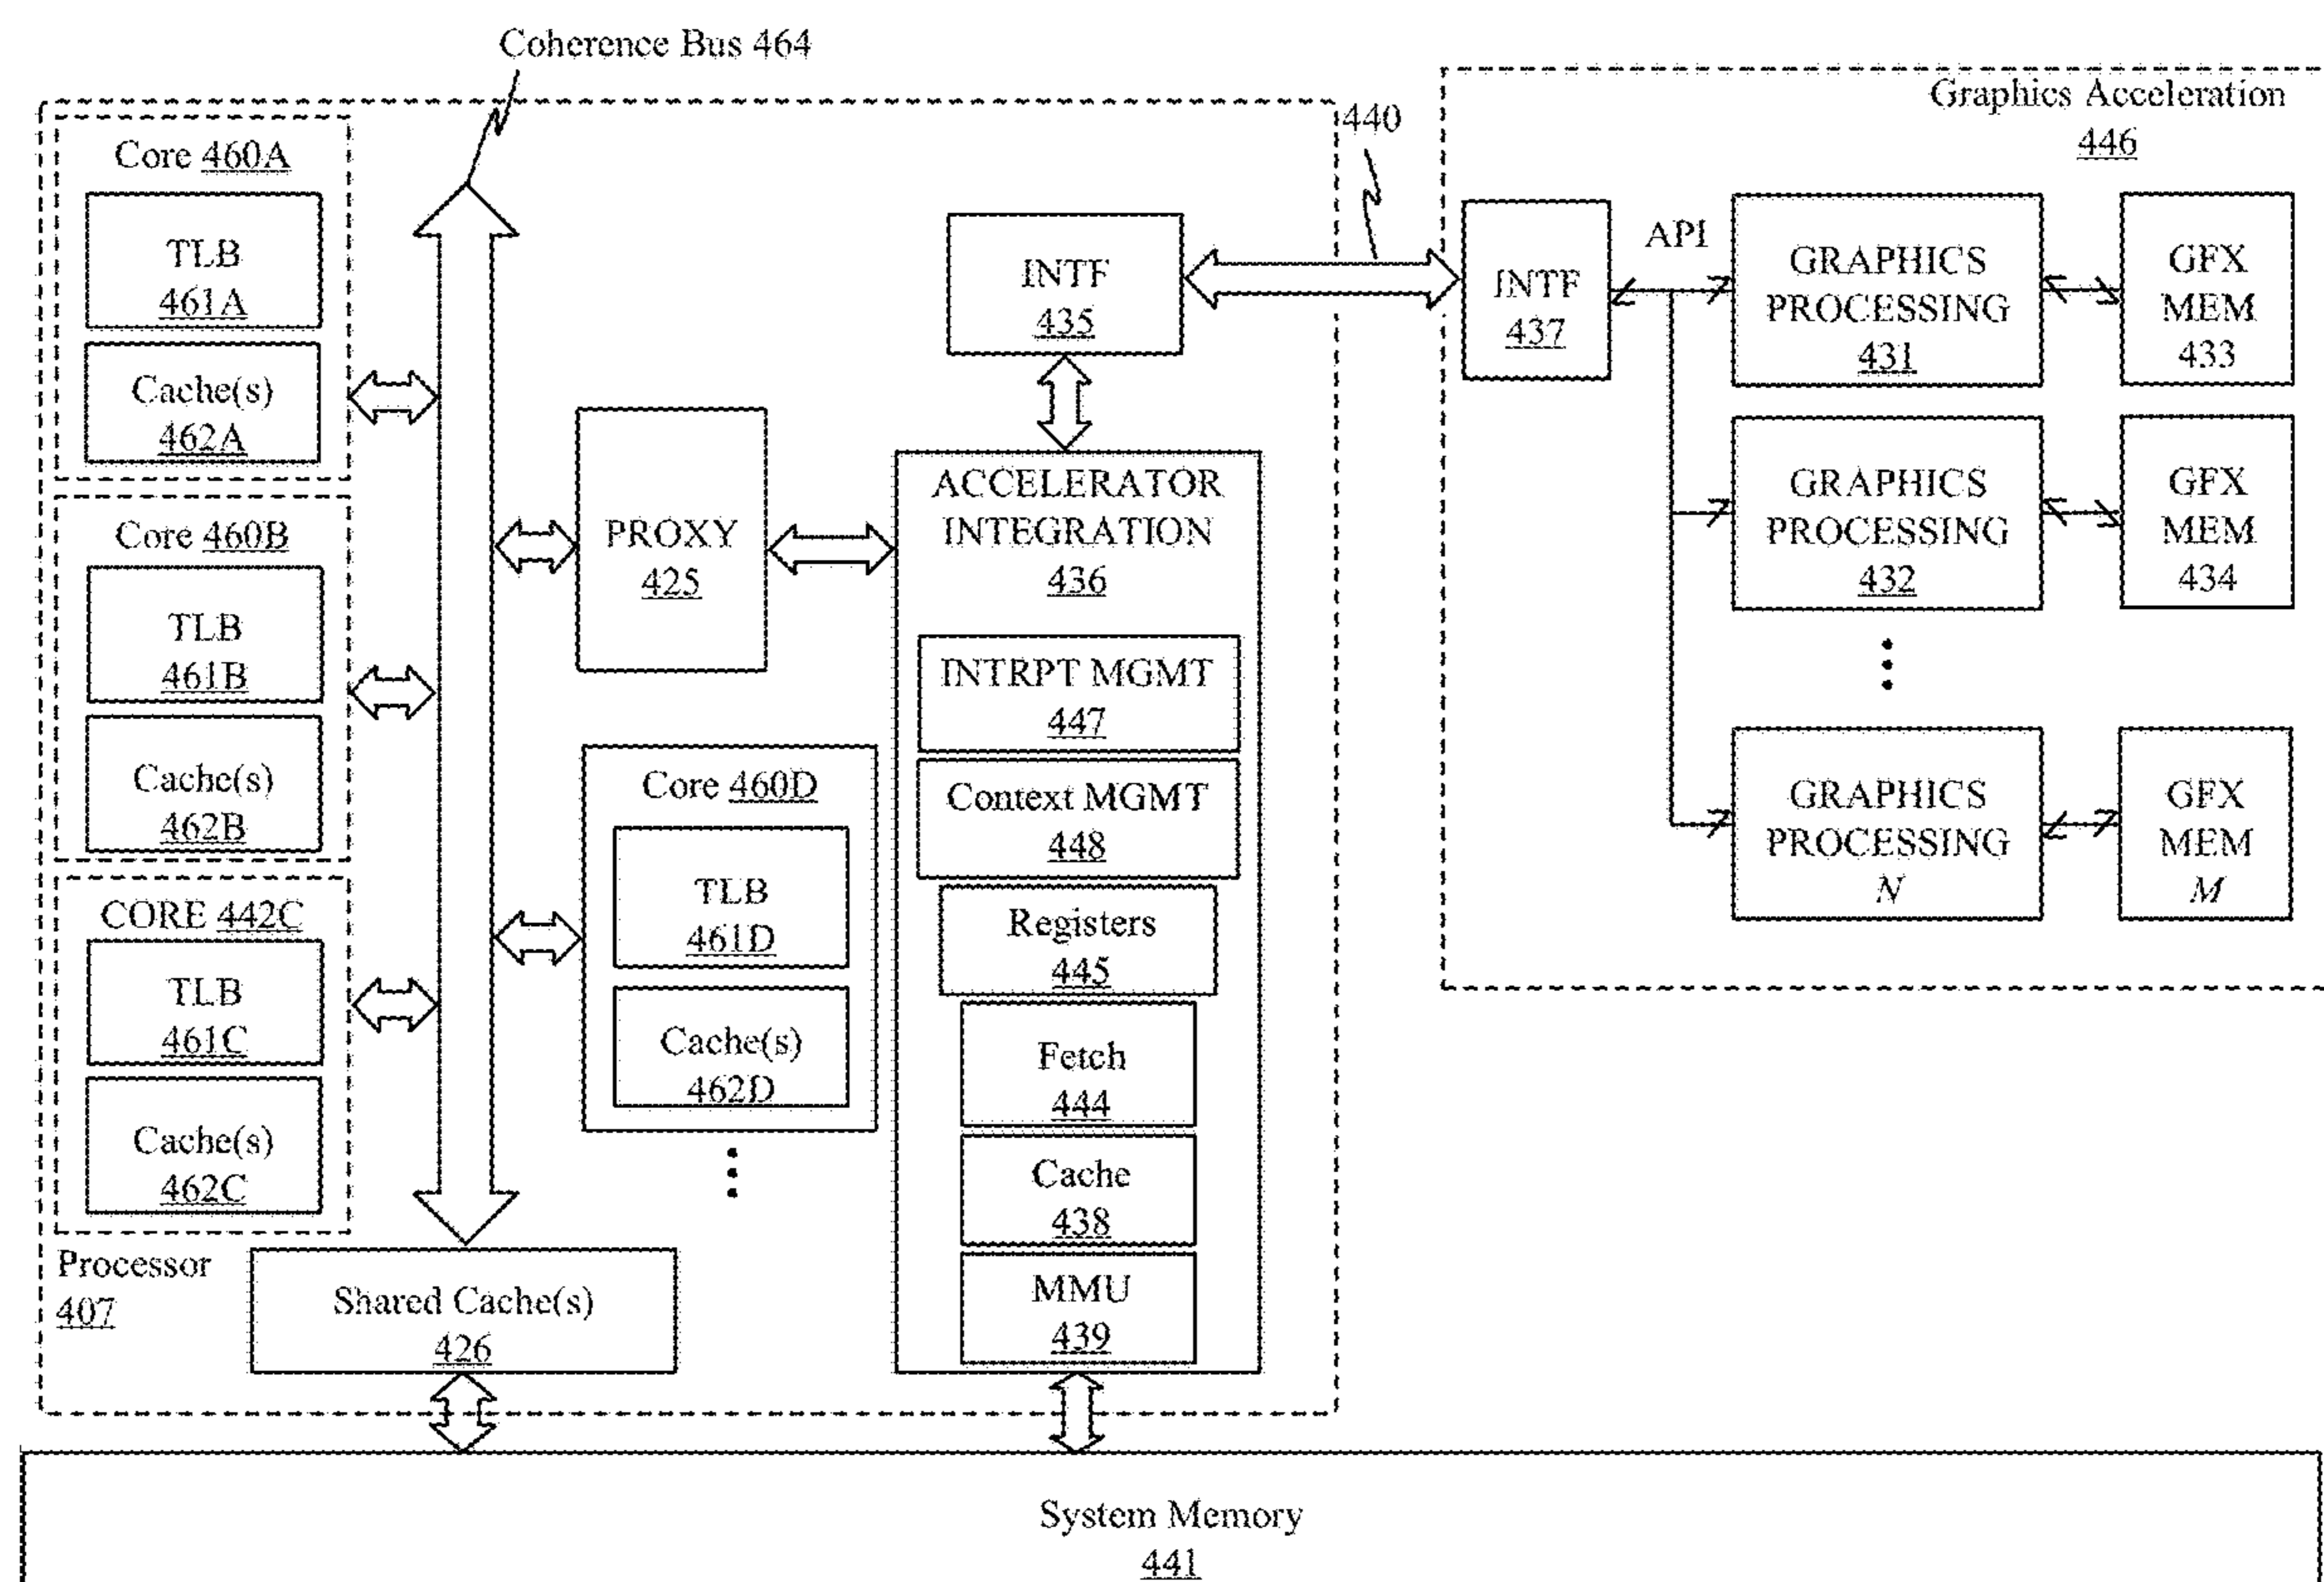 Coherence Bus 464
Core 460A
TLB
461A
Cache(s)
462A
Core 460B
TLB
461B
Cache(s)
462B
CORE 442C
TLB
461C
Cache(s)
462C
Processor
407
Shared Cache(s)
426
PROXY
425
Core 460D
TLB
461D
Cache(s)
462D
INTF
435
ACCELERATOR
INTEGRATION
436
INTRPT MGMT
447
Context MGMT
448
Registers
445
Fetch
444
Cache
438
MMU
439
440
Graphics Acceleration
446
INTF
437
API
GRAPHICS
PROCESSING
431
GFX
MEM
433
GRAPHICS
PROCESSING
432
GFX
MEM
434
GRAPHICS
PROCESSING
N
GFX
MEM
M
System Memory
441